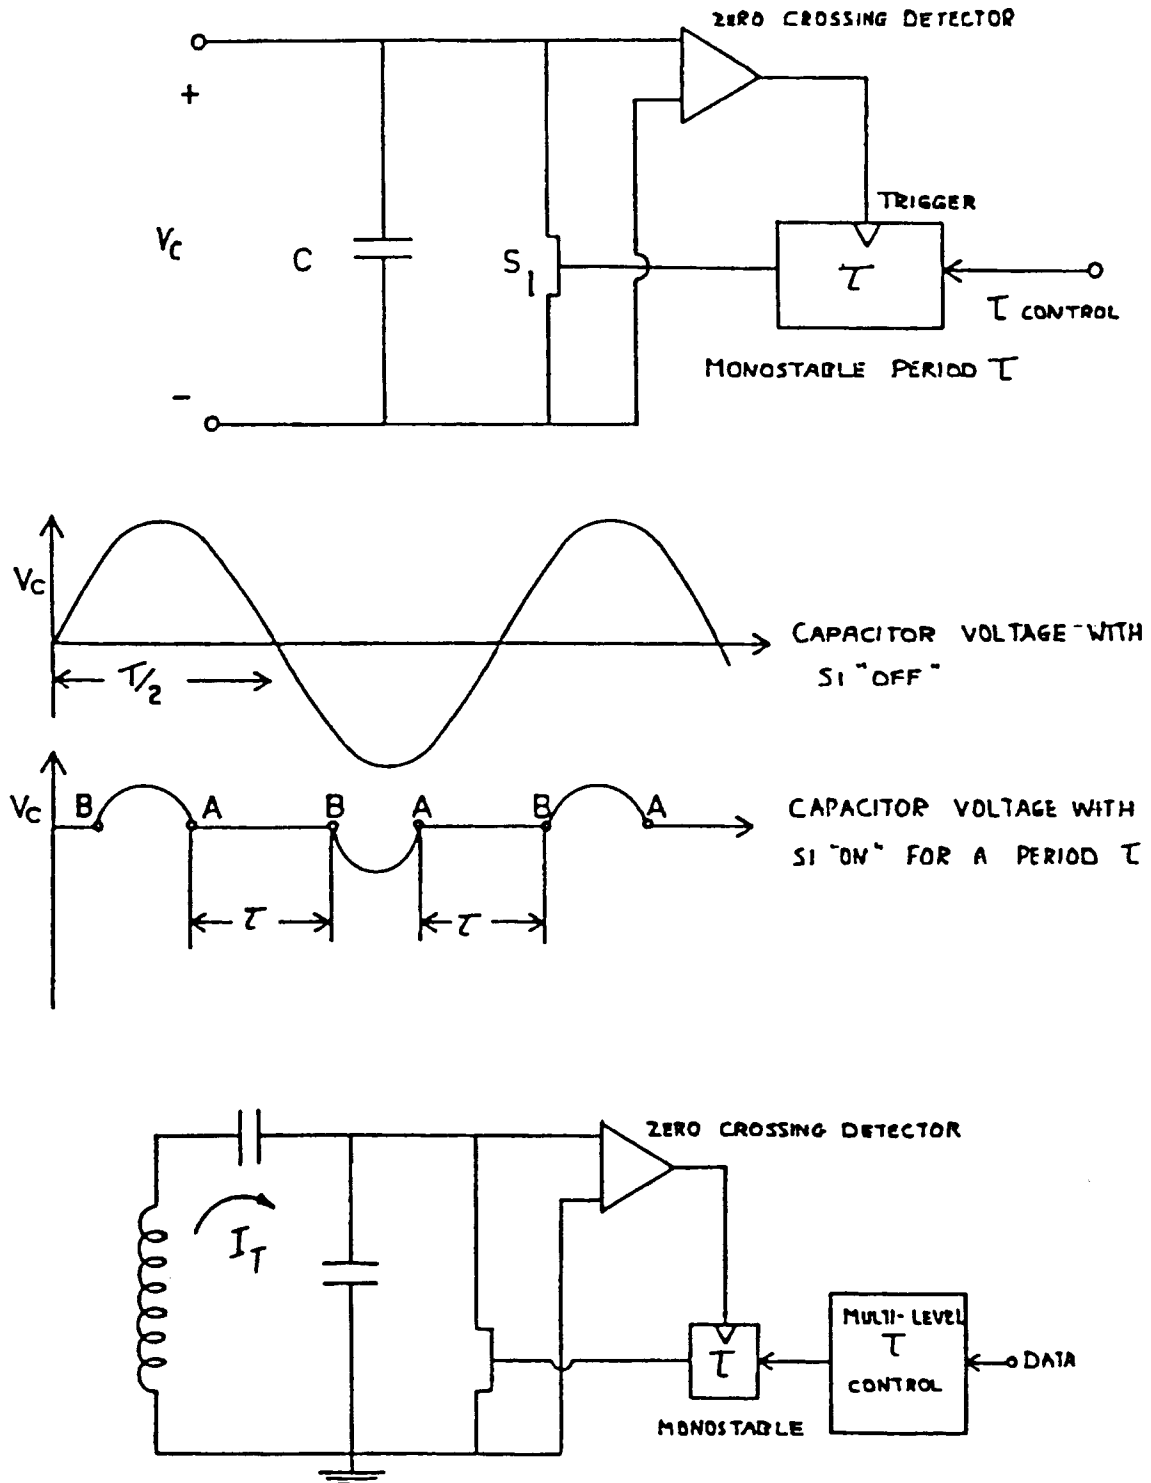 ZERO CROSSING DETECTOR
+
VC
C
S1
TRIGGER
τ
τ CONTROL
MONOSTABLE PERIOD τ
-
VC
T/2
CAPACITOR VOLTAGE WITH
S1 "OFF"
VC B A B A B A
CAPACITOR VOLTAGE WITH
S1 "ON" FOR A PERIOD τ
τ τ
ZERO CROSSING DETECTOR
IT
MULTI-LEVEL
τ
CONTROL
τ
DATA
MONOSTABLE